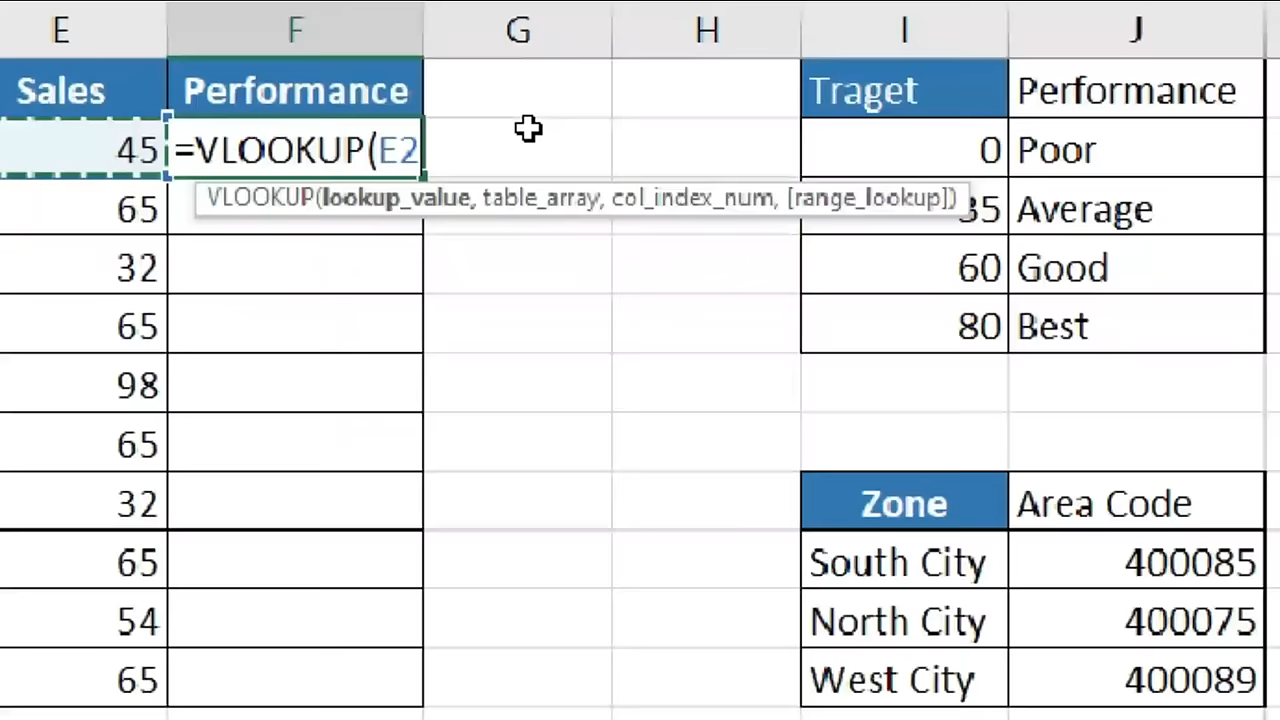 E F G H I J
Sales Performance Traget Performance
45 =VLOOKUP(E2 0 Poor
VLOOKUP(lookup_value, table_array, col_index_num, [range_lookup])
65 35 Average
32 60 Good
65 80 Best
98
65
32 Zone Area Code
65 South City 400085
54 North City 400075
65 West City 400089